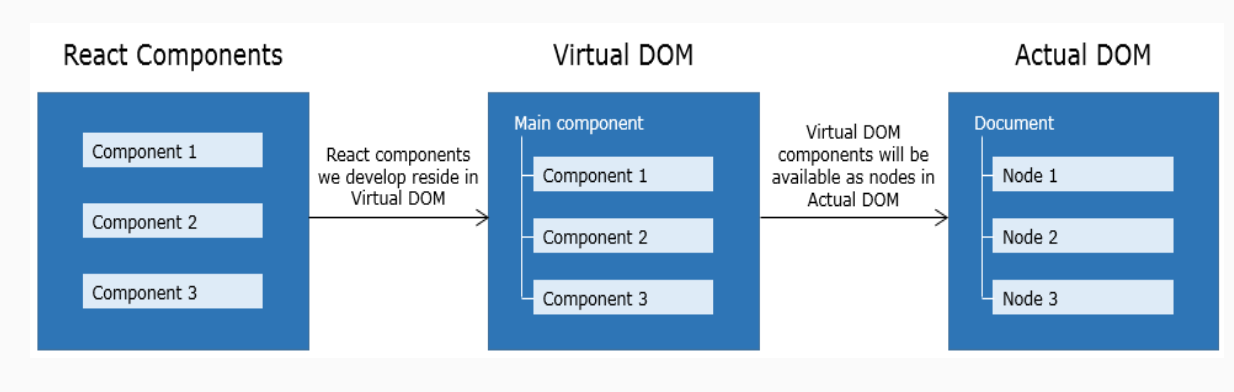 React Components
Virtual DOM
Actual DOM
Component 1
Component 2
Component 3
React components
we develop reside in
Virtual DOM
Main component
Component 1
Component 2
Component 3
Virtual DOM
components will be
available as nodes in
Actual DOM
Document
Node 1
Node 2
Node 3